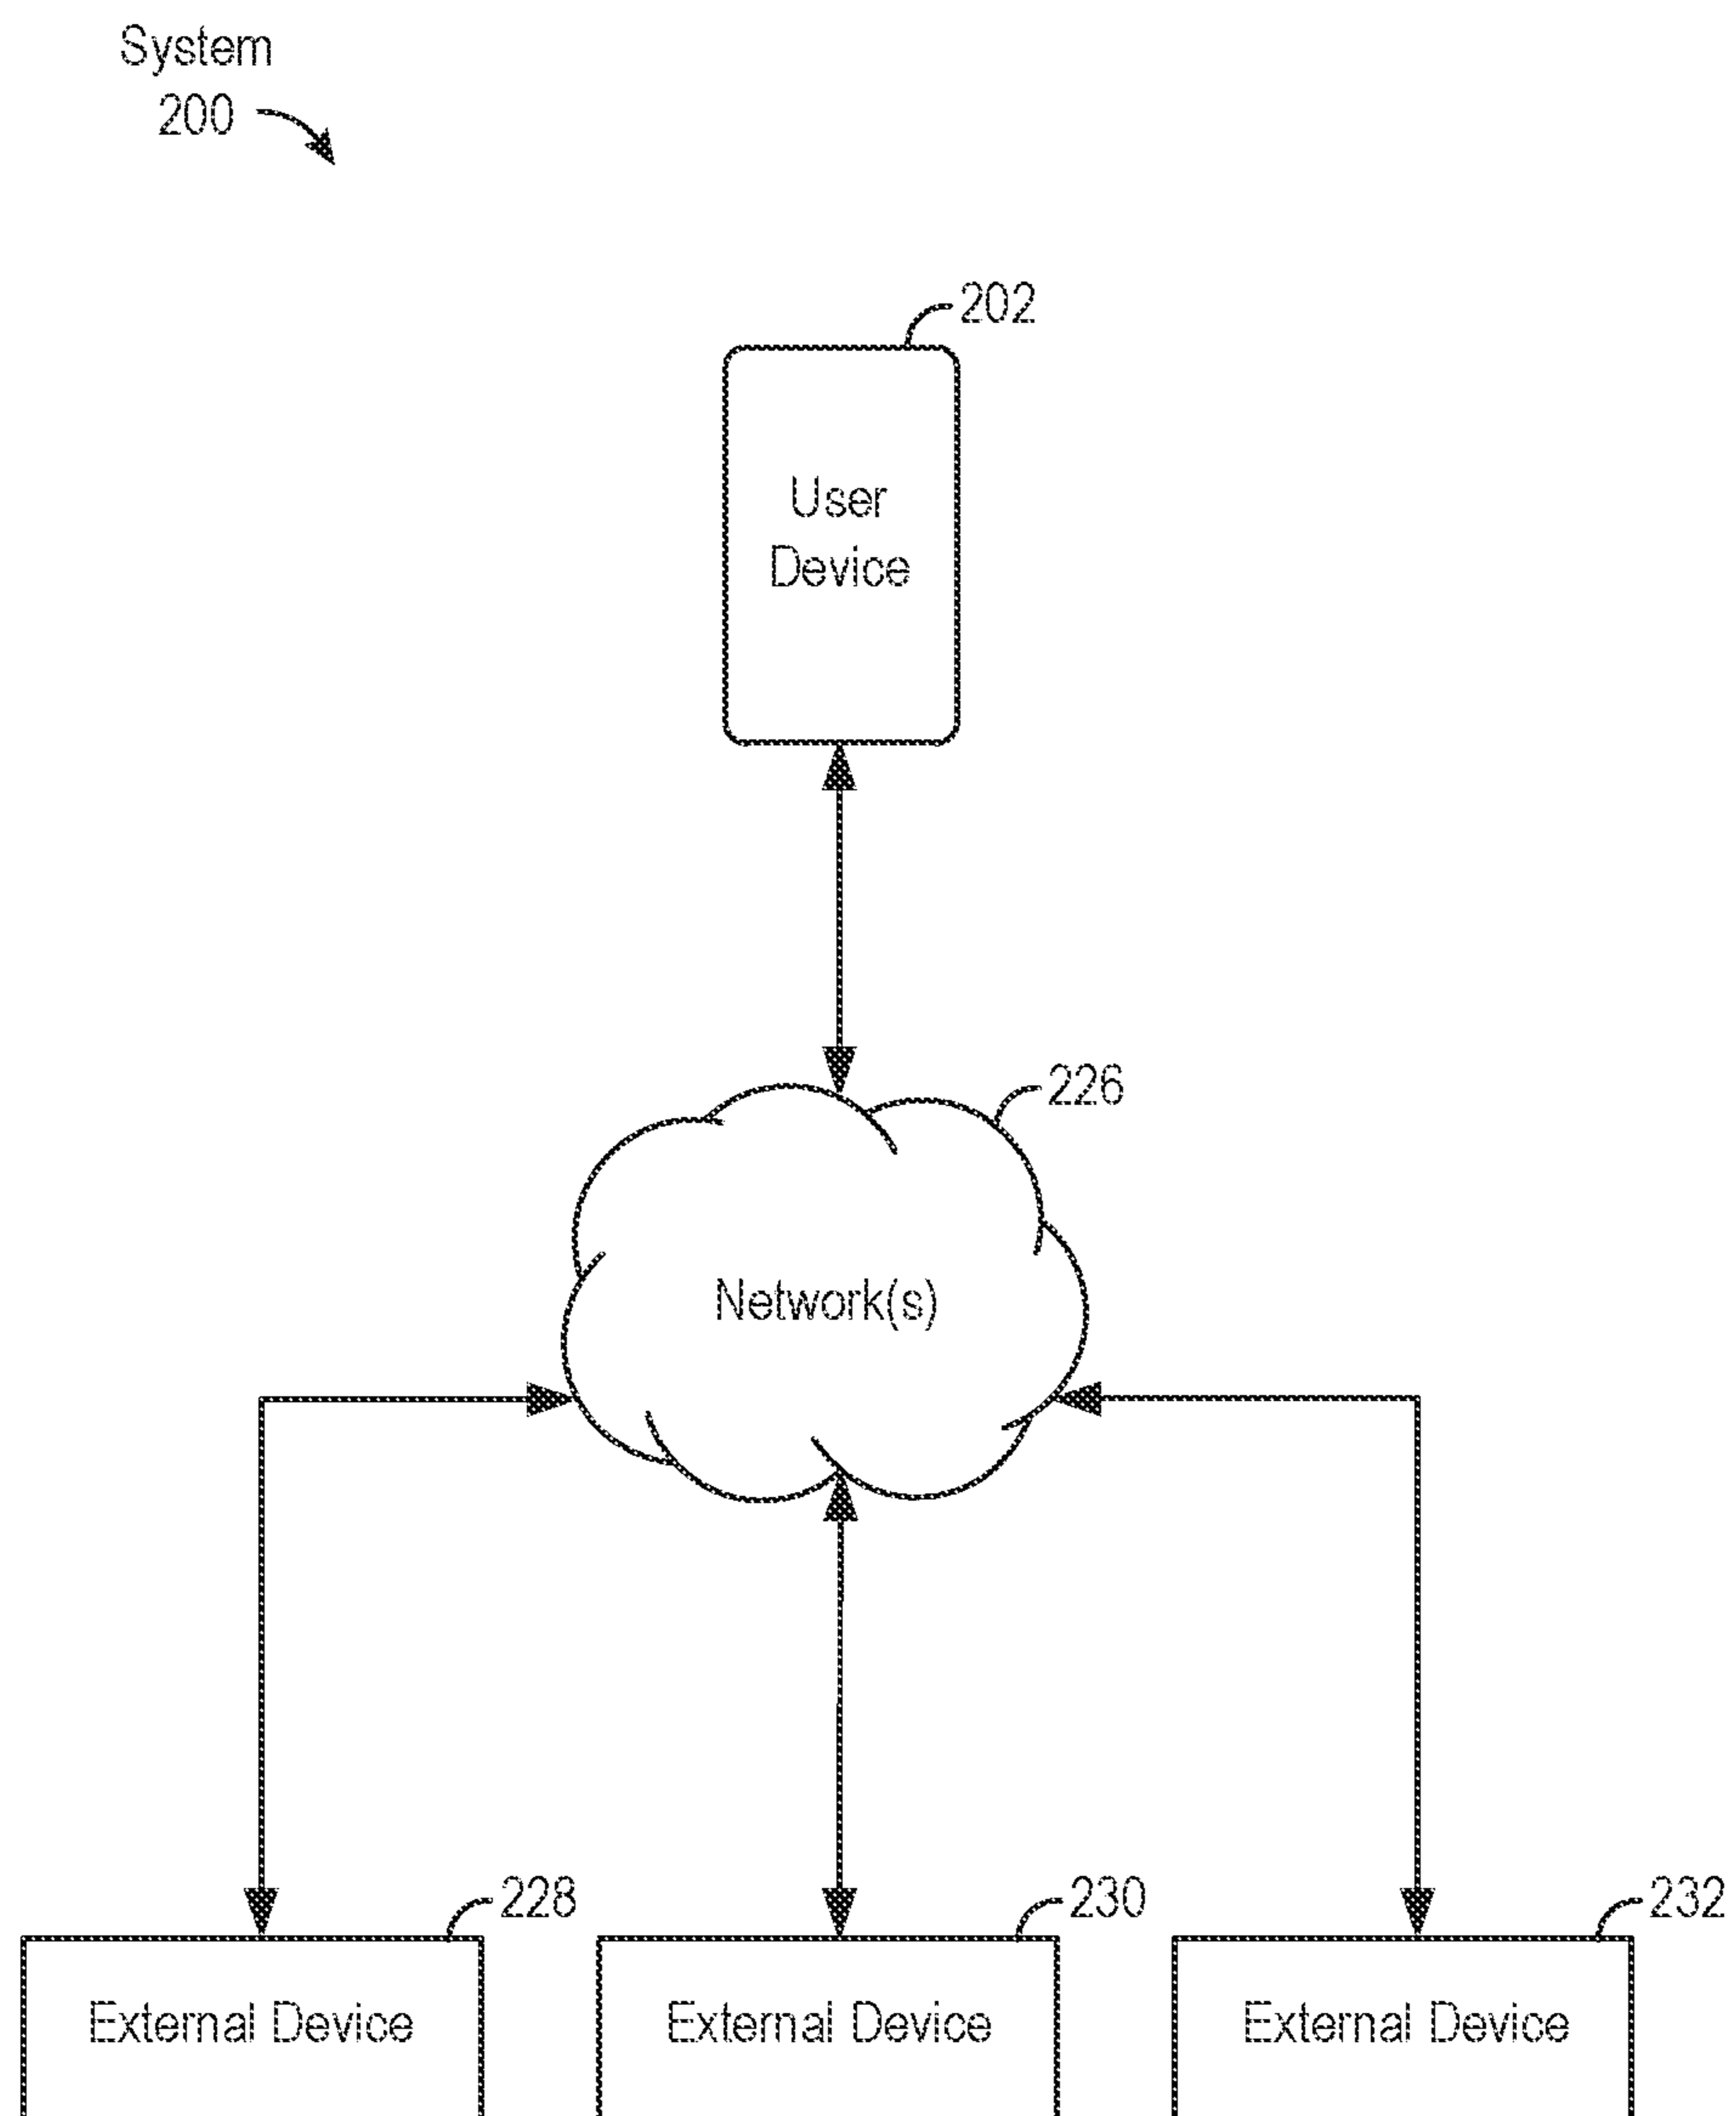 System
200
202
User
Device
226
Network(s)
228
230
232
External Device
External Device
External Device